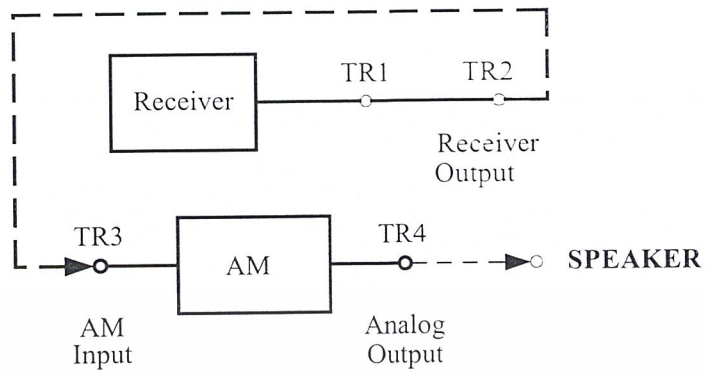 TR1
TR2
Receiver
Receiver
Output
TR3
TR4
AM
SPEAKER
AM
Input
Analog
Output